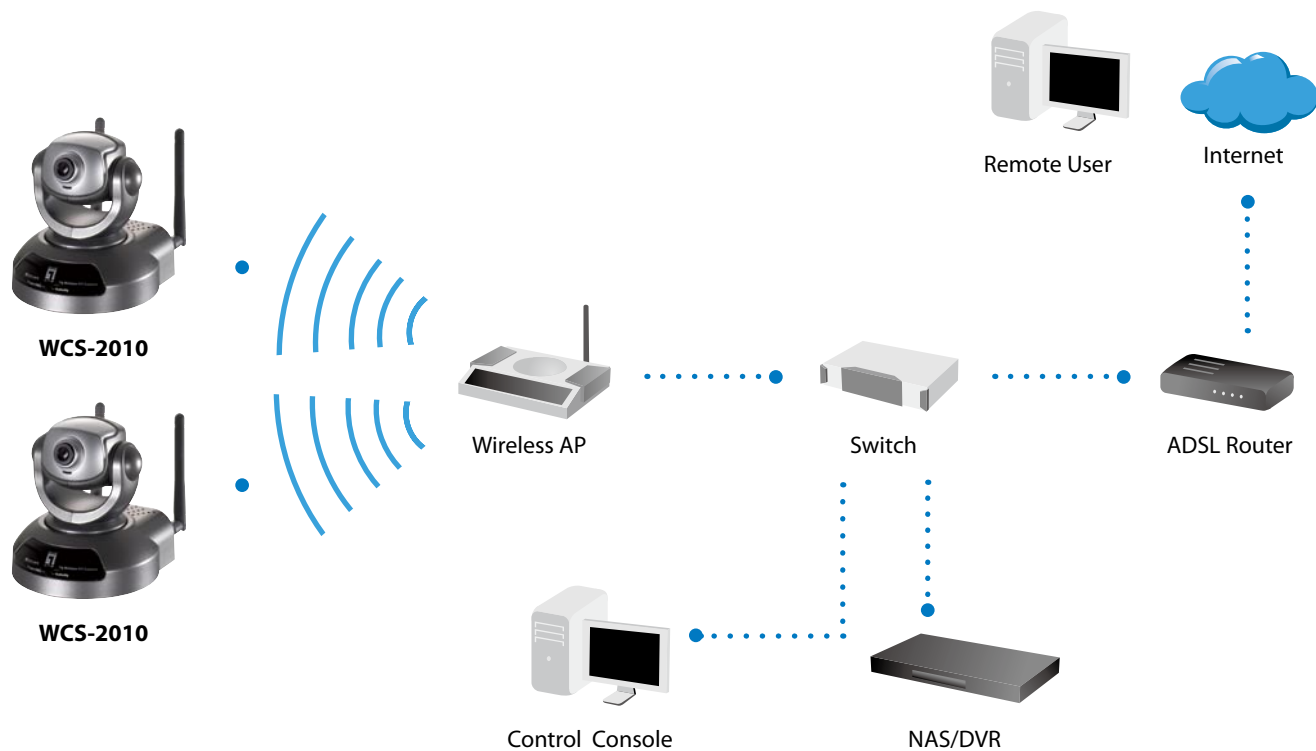 Remote User
Internet
WCS-2010
Wireless AP
Switch
ADSL Router
WCS-2010
Control Console
NAS/DVR